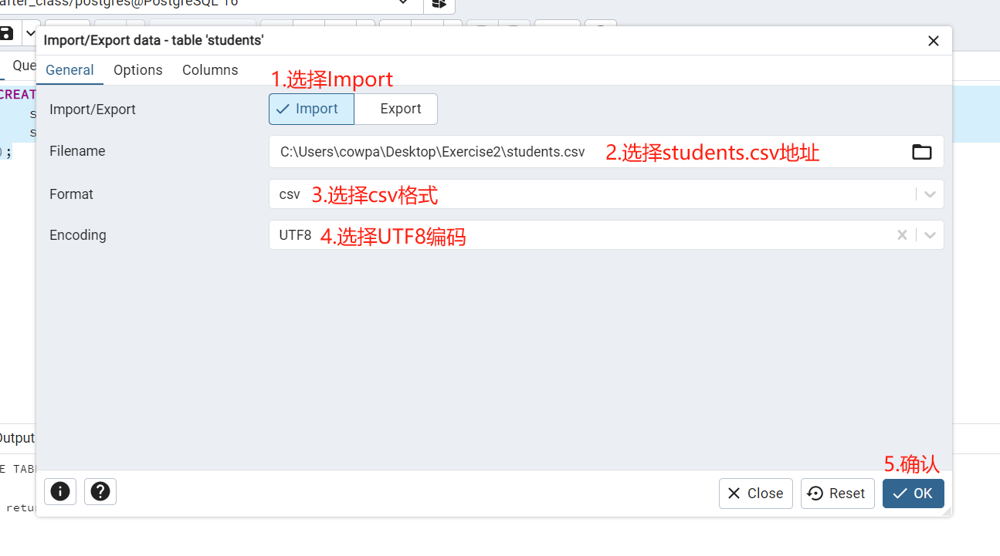 after_class/postgres@PostgreSQL 16
Import/Export data - table 'students'
Que
General Options Columns
1.选择Import
CREAT
Import/Export Import Export
s
s
);
Filename C:\Users\cowpa\Desktop\Exercise2\students.csv 2.选择students.csv地址
Format csv 3.选择csv格式
Encoding UTF8 4.选择UTF8编码
Output
E TAB
5.确认
Close Reset OK
retu